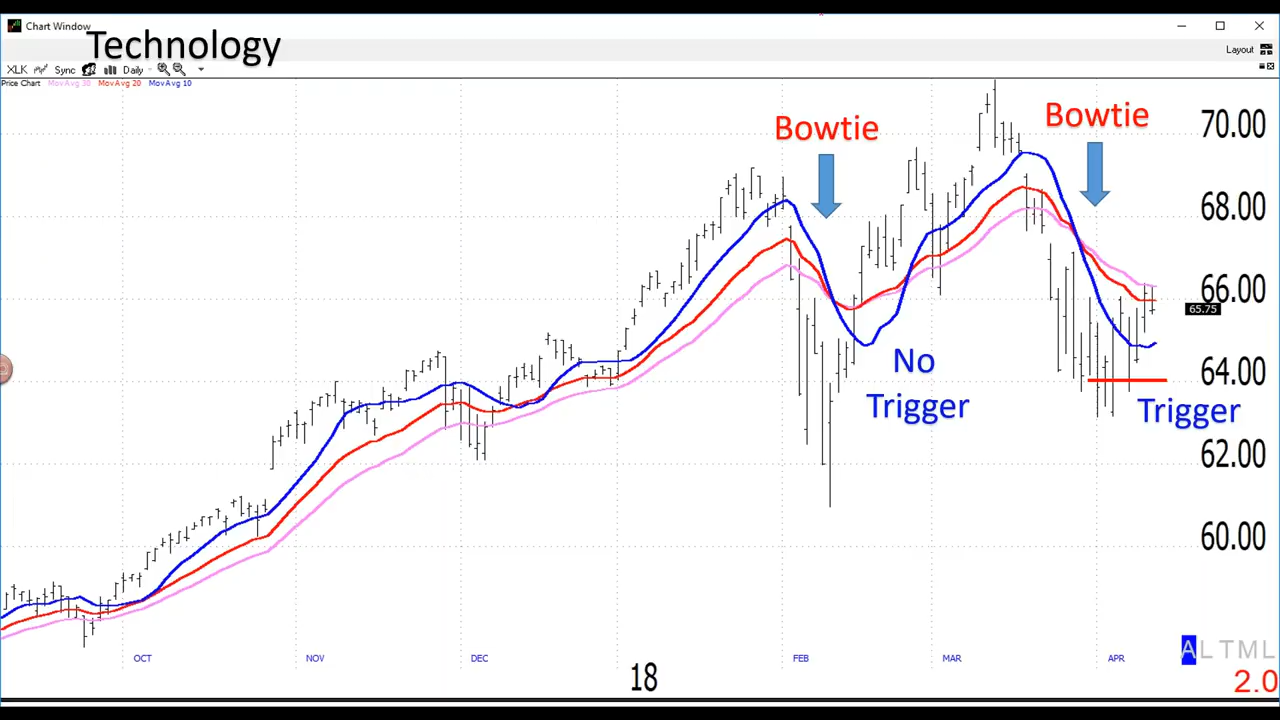 Chart Window
Technology
Layout
XLK Sync Daily
Price Chart MovAvg 30 MovAvg 20 MovAvg 10
Bowtie
Bowtie
70.00
68.00
66.00
65.75
No
Trigger
64.00
Trigger
62.00
60.00
OCT NOV DEC FEB MAR APR
18
ALTML
2.0